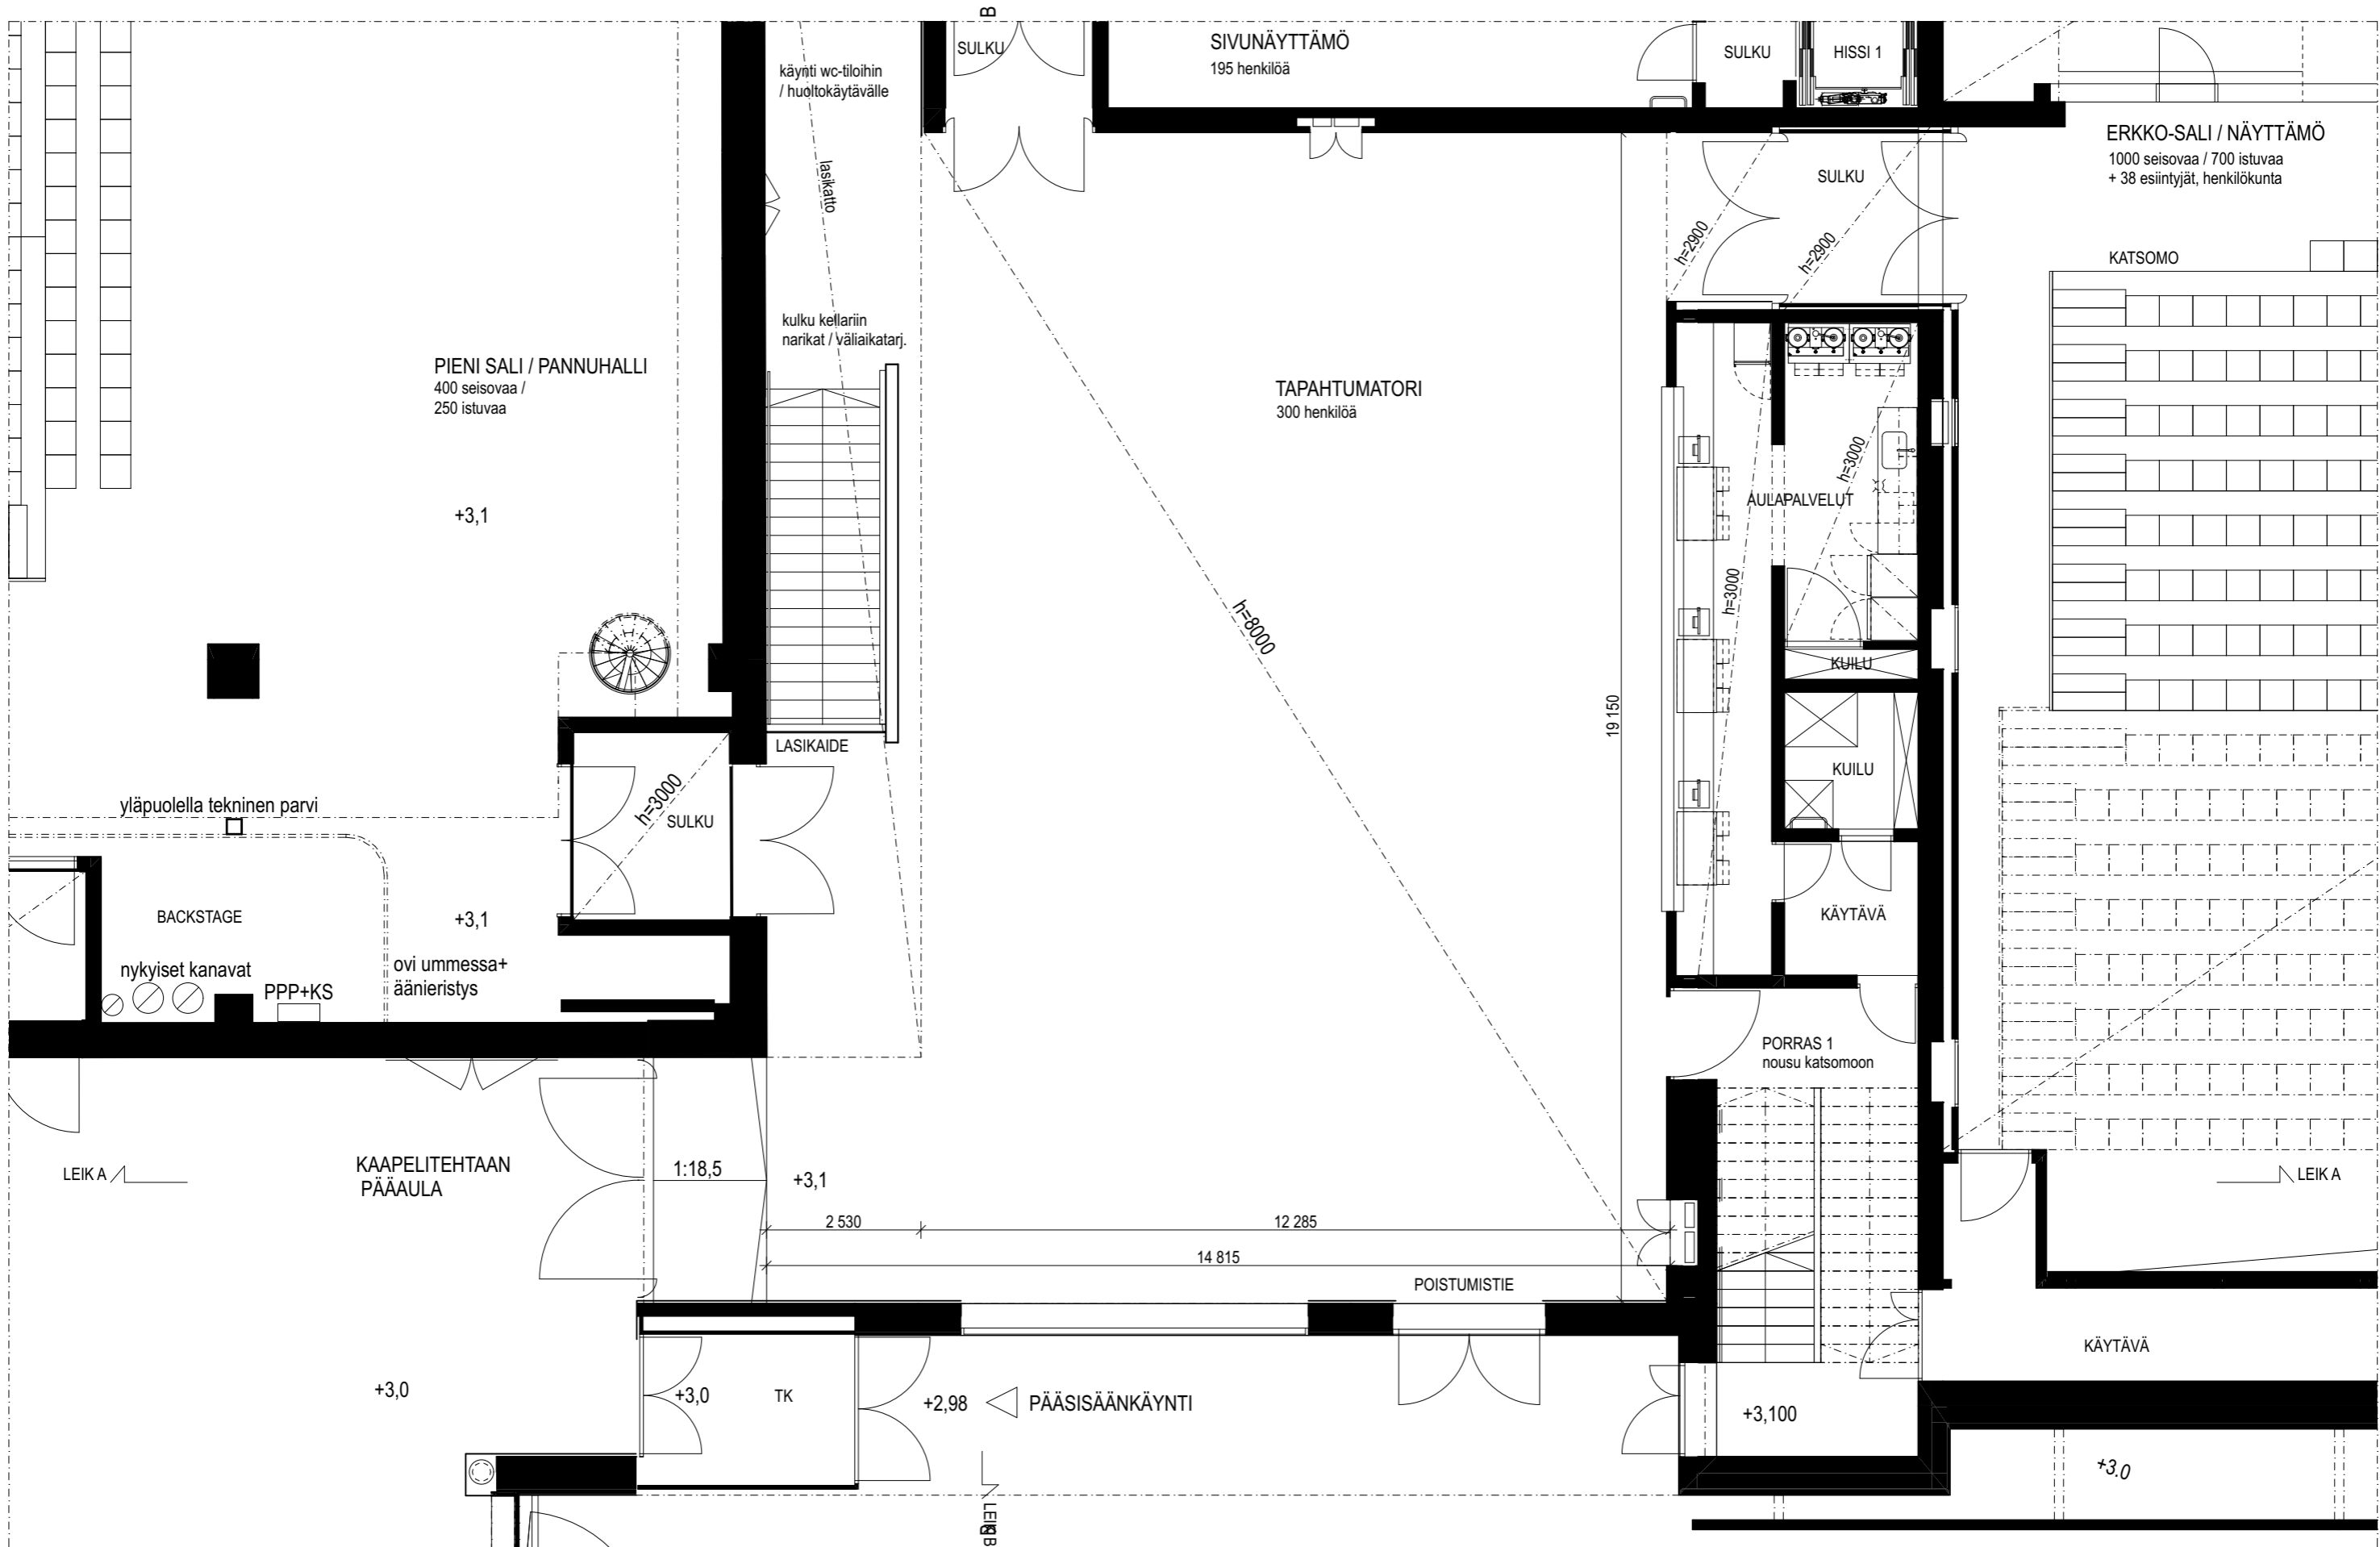 B
SULKU
SIVUNÄYTTÄMÖ
195 henkilöä
SULKU
HISSI 1
käynti wc-tiloihin
/ huoltokäytävälle
lasikatto
ERKKO-SALI / NÄYTTÄMÖ
1000 seisovaa / 700 istuvaa
+ 38 esiintyjät, henkilökunta
SULKU
h=2900
h=2900
KATSOMO
kulku kellariin
narikat / väliaikatarj.
PIENI SALI / PANNUHALLI
400 seisovaa /
250 istuvaa
TAPAHTUMATORI
300 henkilöä
+3,1
h=3000
AULAPALVELUT
h=3000
h=8000
KUILU
19 150
LASIKAIDE
h=3000
SULKU
KUILU
yläpuolella tekninen parvi
BACKSTAGE
+3,1
KÄYTÄVÄ
nykyiset kanavat
PPP+KS
ovi ummessa+
äänieristys
PORRAS 1
nousu katsomoon
LEIK A
KAAPELITEHTAAN
PÄÄAULA
1:18,5
+3,1
LEIK A
2 530
12 285
14 815
POISTUMISTIE
KÄYTÄVÄ
+3,0
+3,0
TK
+2,98
PÄÄSISÄÄNKÄYNTI
+3,100
+3.0
LEIK B